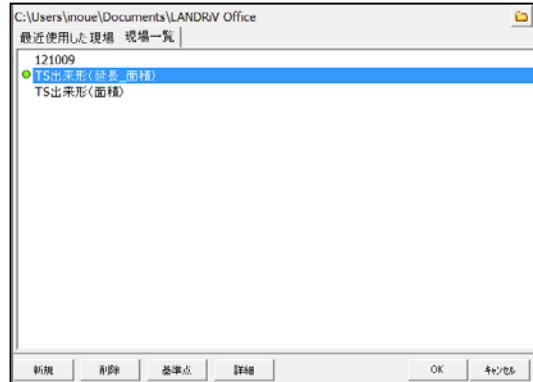 C:\Users\inoue\Documents\LANDRiV Office
最近使用した現場 現場一覧
121009
TS出来形(延長_面積)
TS出来形(面積)
新規 削除 基準点 詳細 OK キャンセル